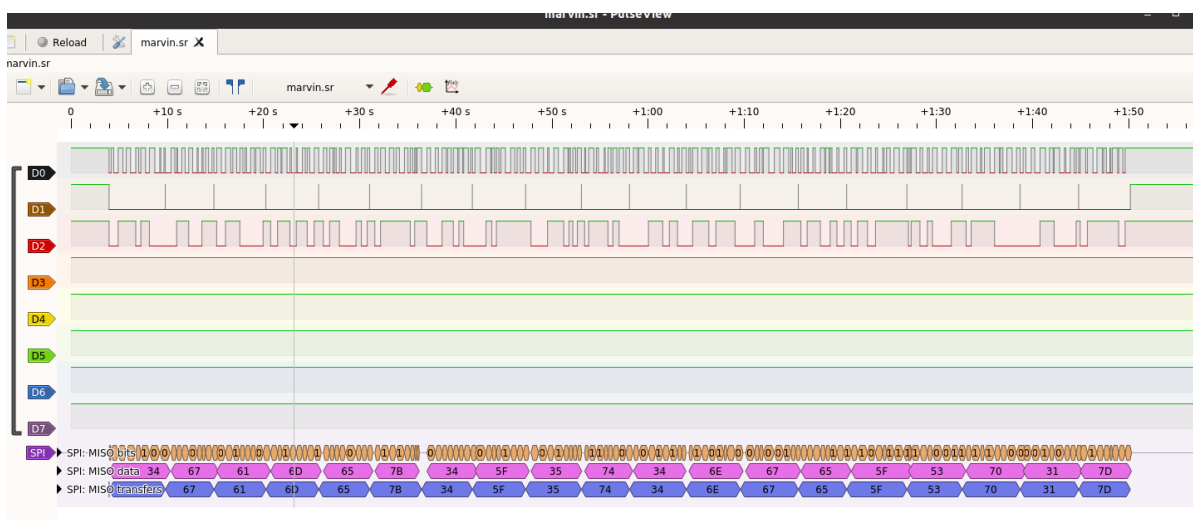 marvin.sr - PulseView
Reload marvin.sr X
marvin.sr
marvin.sr
0 +10 s +20 s +30 s +40 s +50 s +1:00 +1:10 +1:20 +1:30 +1:40 +1:50
D0
D1
D2
D3
D4
D5
D6
D7
SPI SPI: MISO bits
SPI: MISO data 34 67 61 6D 65 7B 34 5F 35 74 34 6E 67 65 5F 53 70 31 7D
SPI: MISO transfers 67 61 6D 65 7B 34 5F 35 74 34 6E 67 65 5F 53 70 31 7D